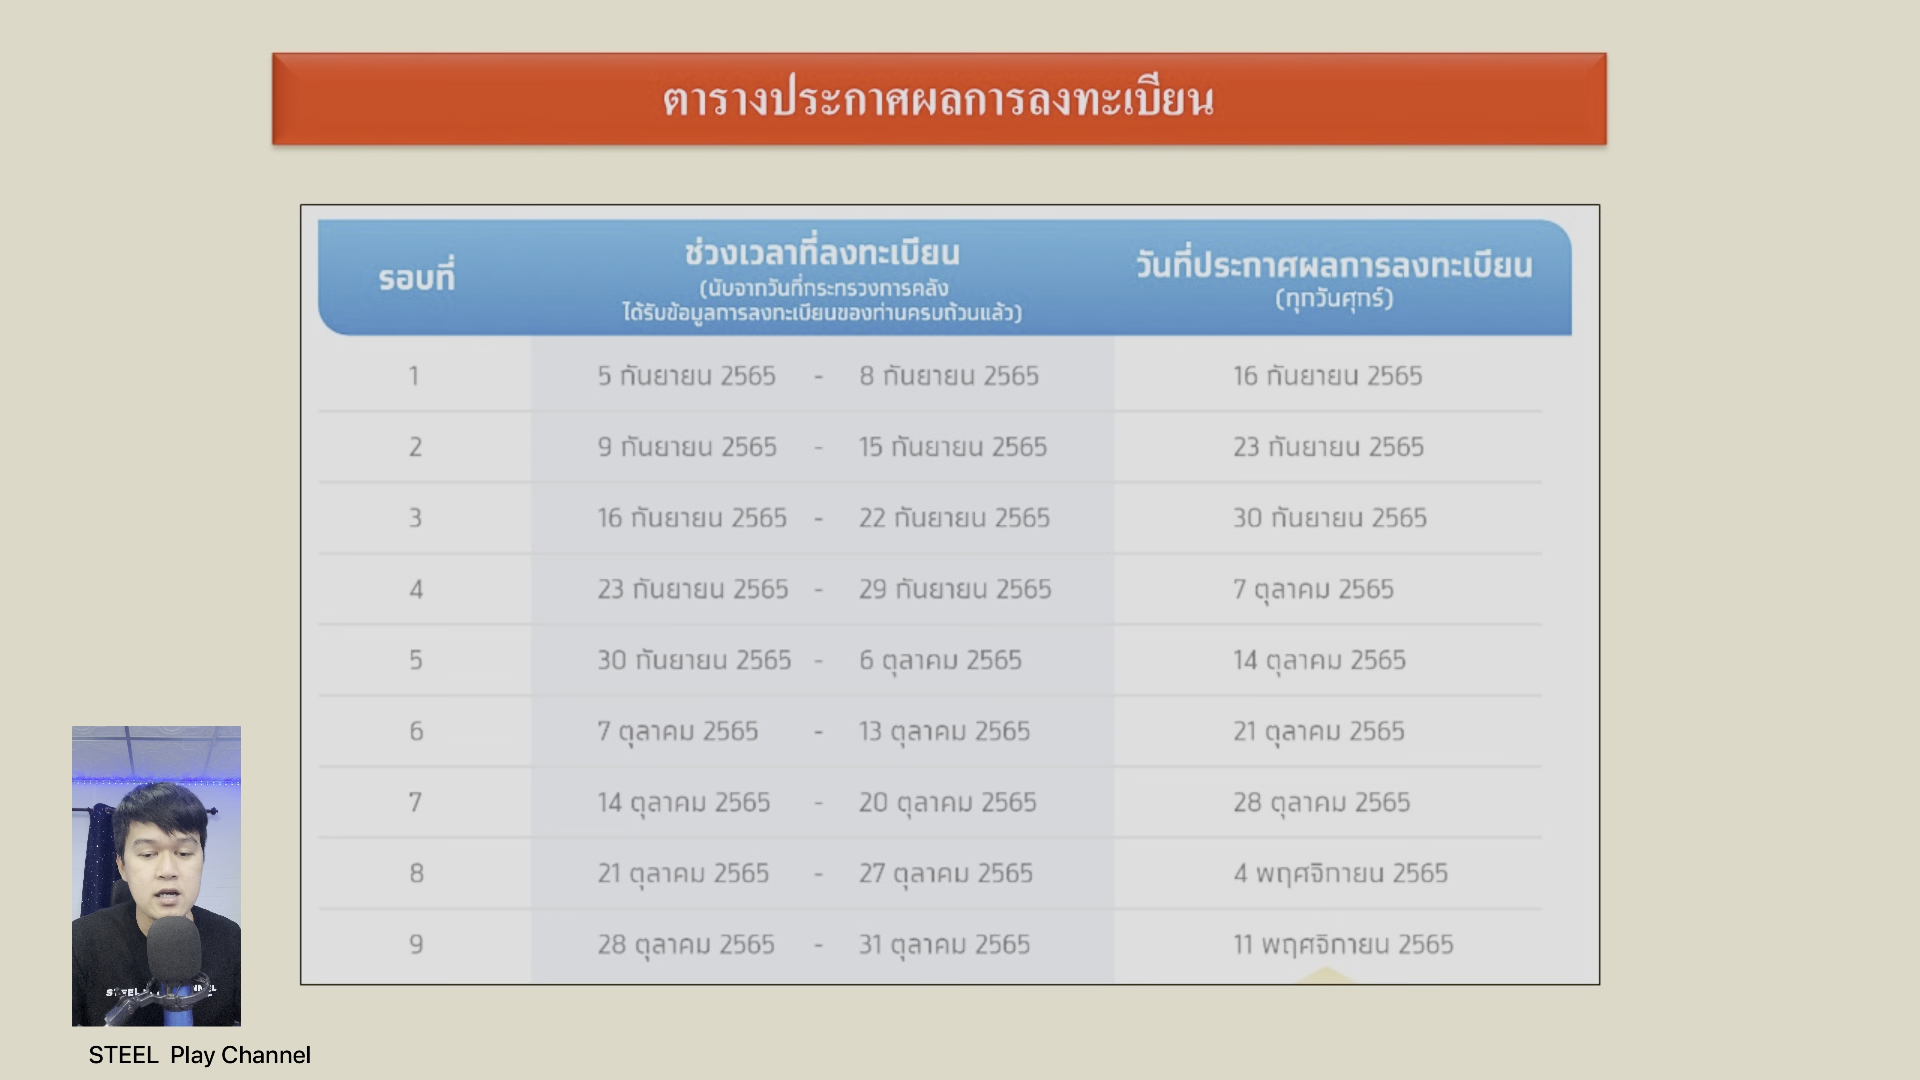 ตารางประกาศผลการลงทะเบียน
รอบที่ ช่วงเวลาที่ลงทะเบียน วันที่ประกาศผลการลงทะเบียน
(นับจากวันที่กระทรวงการคลัง (ทุกวันศุกร์)
ได้รับข้อมูลการลงทะเบียนของท่านครบถ้วนแล้ว)
1 5 กันยายน 2565 - 8 กันยายน 2565 16 กันยายน 2565
2 9 กันยายน 2565 - 15 กันยายน 2565 23 กันยายน 2565
3 16 กันยายน 2565 - 22 กันยายน 2565 30 กันยายน 2565
4 23 กันยายน 2565 - 29 กันยายน 2565 7 ตุลาคม 2565
5 30 กันยายน 2565 - 6 ตุลาคม 2565 14 ตุลาคม 2565
6 7 ตุลาคม 2565 - 13 ตุลาคม 2565 21 ตุลาคม 2565
7 14 ตุลาคม 2565 - 20 ตุลาคม 2565 28 ตุลาคม 2565
8 21 ตุลาคม 2565 - 27 ตุลาคม 2565 4 พฤศจิกายน 2565
9 28 ตุลาคม 2565 - 31 ตุลาคม 2565 11 พฤศจิกายน 2565
STEEL Play Channel